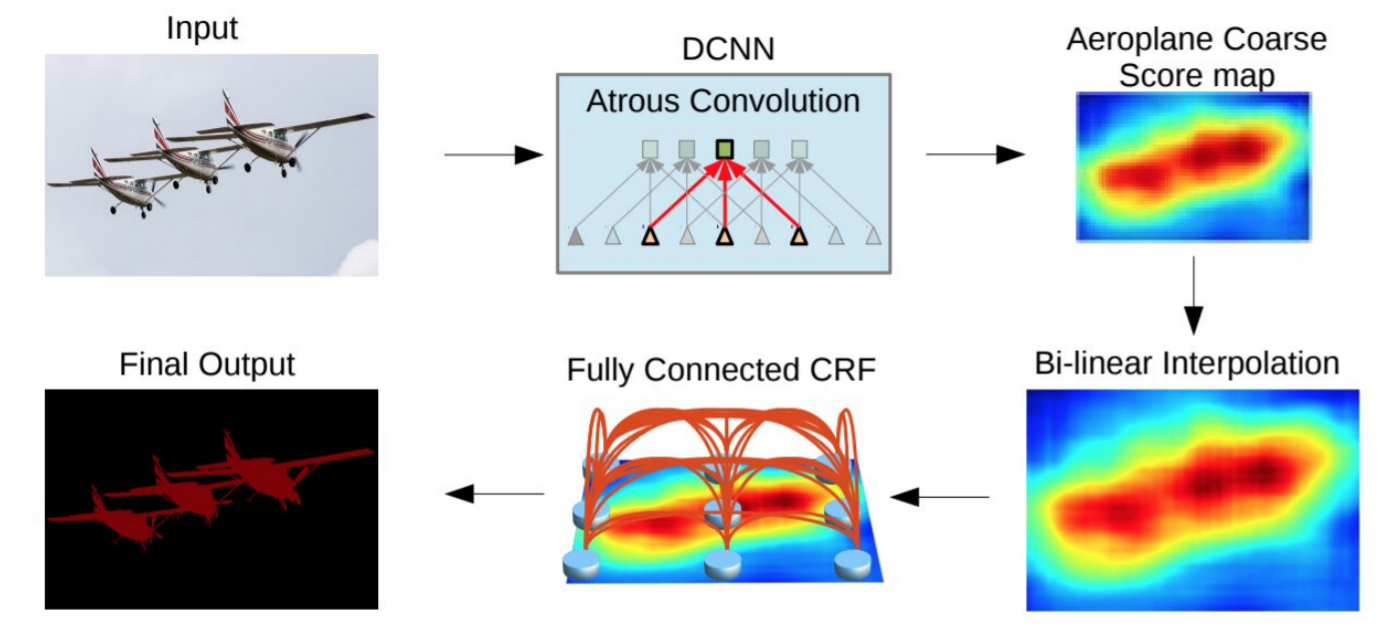 Input
DCNN
Atrous Convolution
Aeroplane Coarse
Score map
Bi-linear Interpolation
Fully Connected CRF
Final Output